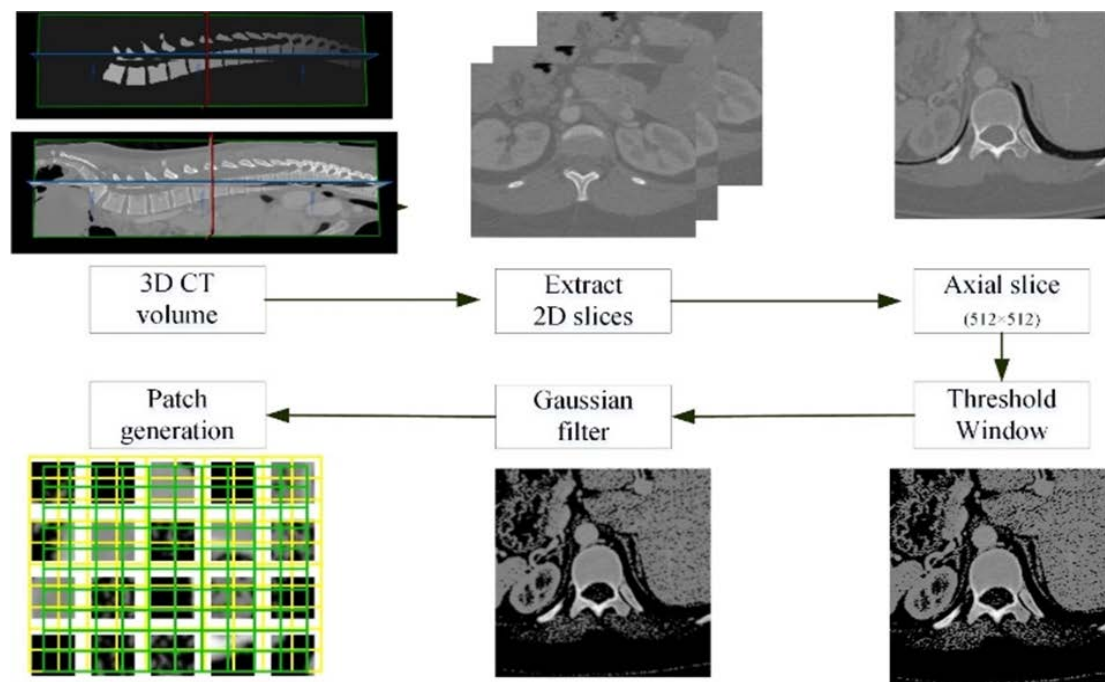 3D CT
volume
Extract
2D slices
Axial slice
(512×512)
Patch
generation
Gaussian
filter
Threshold
Window